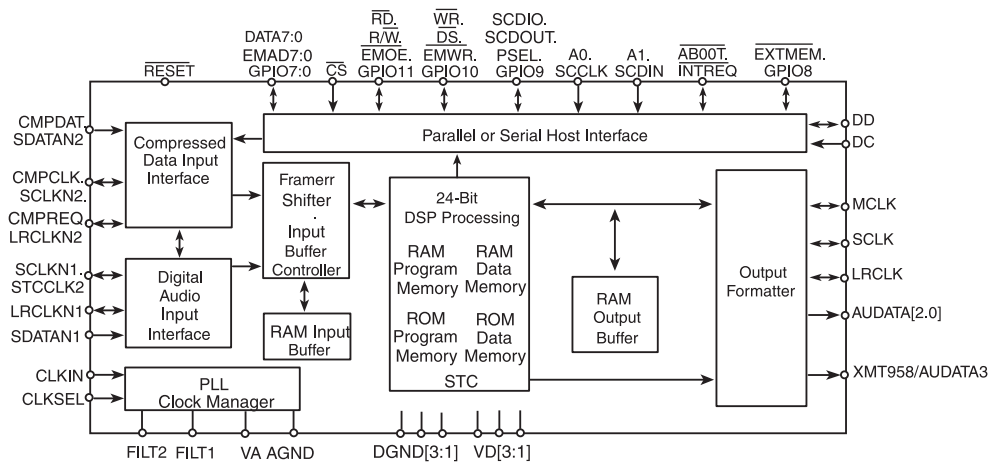 RD. WR. SCDIO.
DATA7:0 R/W. DS. SCDOUT.
EMAD7:0 EMOE. EMWR. PSEL. A0. A1. AB00T. EXTMEM.
RESET GPIO7:0 CS GPIO11 GPIO10 GPIO9 SCCLK SCDIN INTREQ GPIO8
CMPDAT.
SDATAN2
CMPCLK.
SCLKN2.
CMPREQ
LRCLKN2
SCLKN1.
STCCLK2
LRCLKN1
SDATAN1
CLKIN
CLKSEL
Compressed
Data Input
Interface
Digital
Audio
Input
Interface
PLL
Clock Manager
Parallel or Serial Host Interface
Framerr
Shifter
.
Input
Buffer
Controller
RAM Input
Buffer
24-Bit
DSP Processing
RAM
Program
Memory
RAM
Data
Memory
ROM
Program
Memory
ROM
Data
Memory
STC
RAM
Output
Buffer
Output
Formatter
DD
DC
MCLK
SCLK
LRCLK
AUDATA[2.0]
XMT958/AUDATA3
FILT2 FILT1 VA AGND DGND[3:1] VD[3:1]